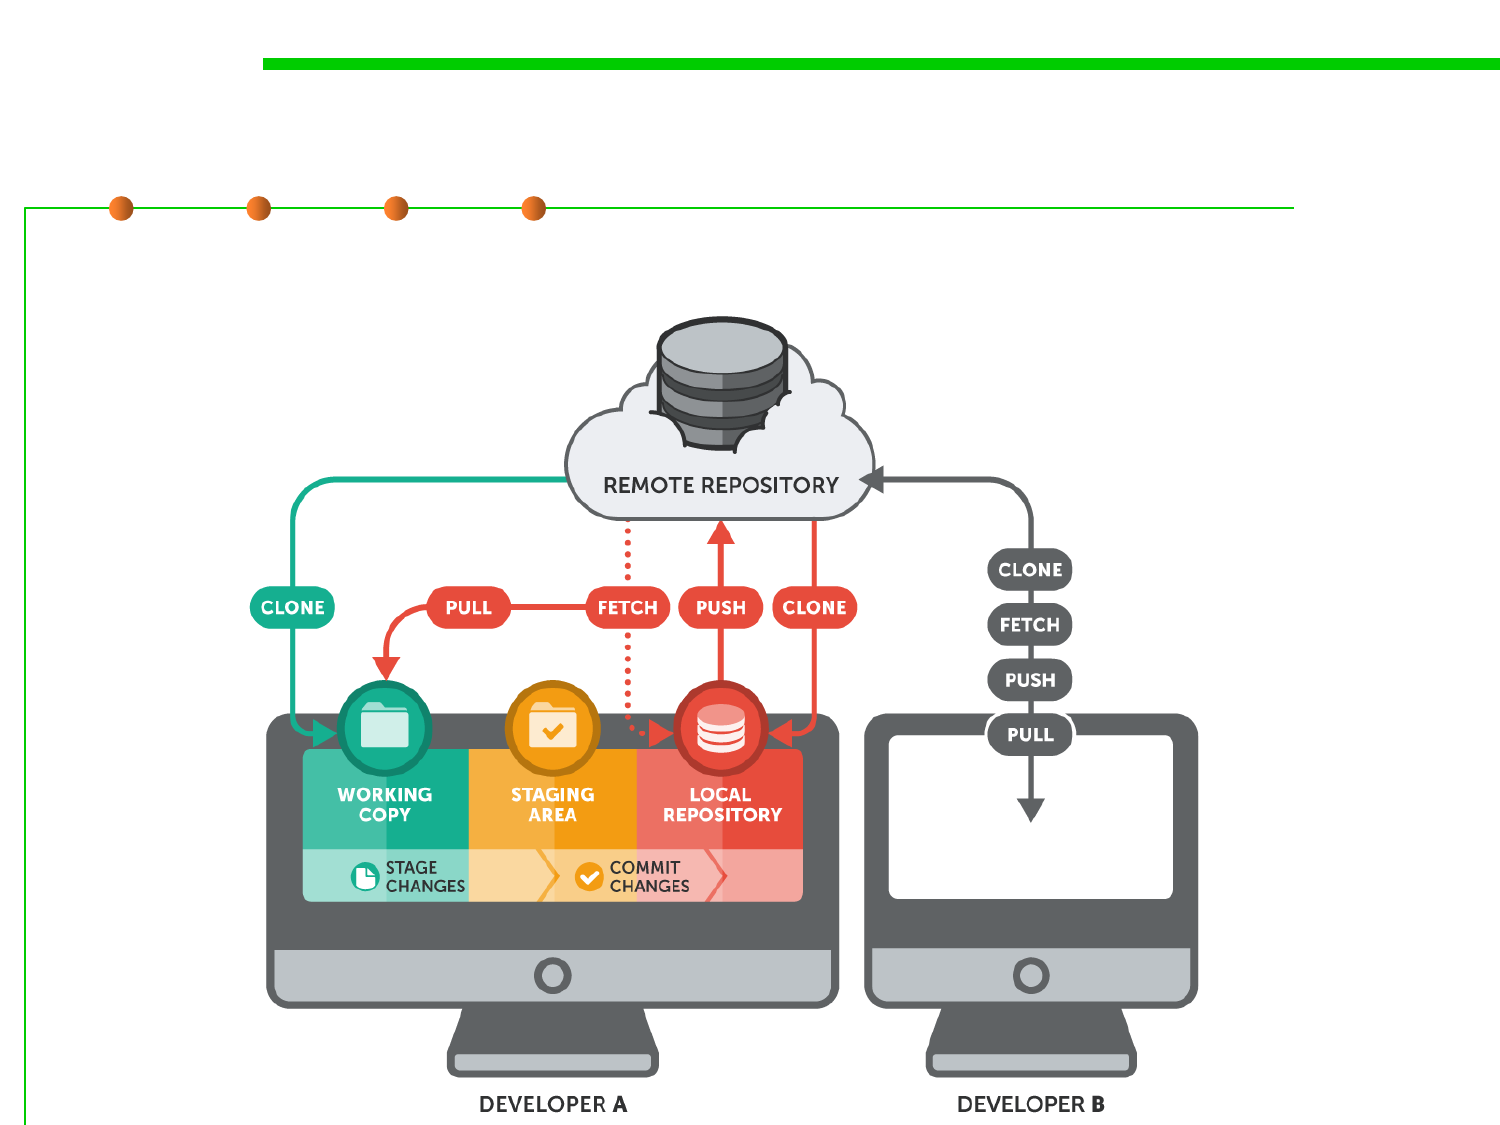 REMOTE REPOSITORY
CLONE
PULL
FETCH
PUSH
CLONE
CLONE
FETCH
PUSH
PULL
WORKING
COPY
STAGING
AREA
LOCAL
REPOSITORY
STAGE
CHANGES
COMMIT
CHANGES
DEVELOPER A
DEVELOPER B